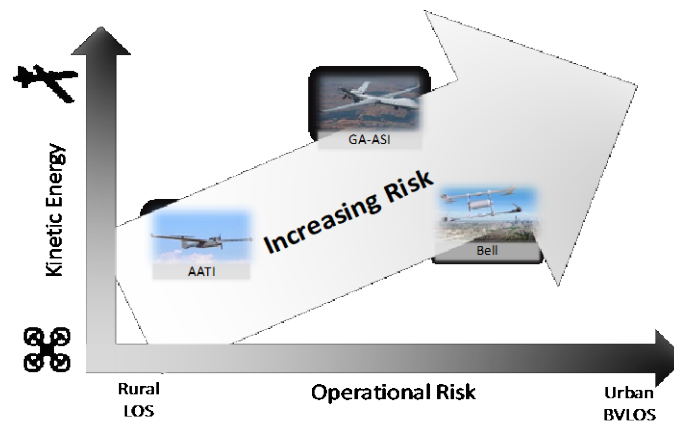 GA-ASI
Increasing Risk
Kinetic Energy
AATI
Bell
Rural
LOS
Operational Risk
Urban
BVLOS